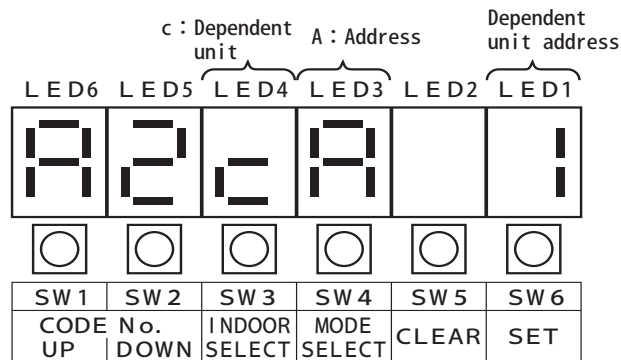 c：Dependent unit
A：Address
Dependent unit address
LED6 LED5 LED4 LED3 LED2 LED1
A 2 c A 1
SW1 SW2 SW3 SW4 SW5 SW6
CODE No.
UP DOWN
INDOOR SELECT
MODE SELECT
CLEAR
SET